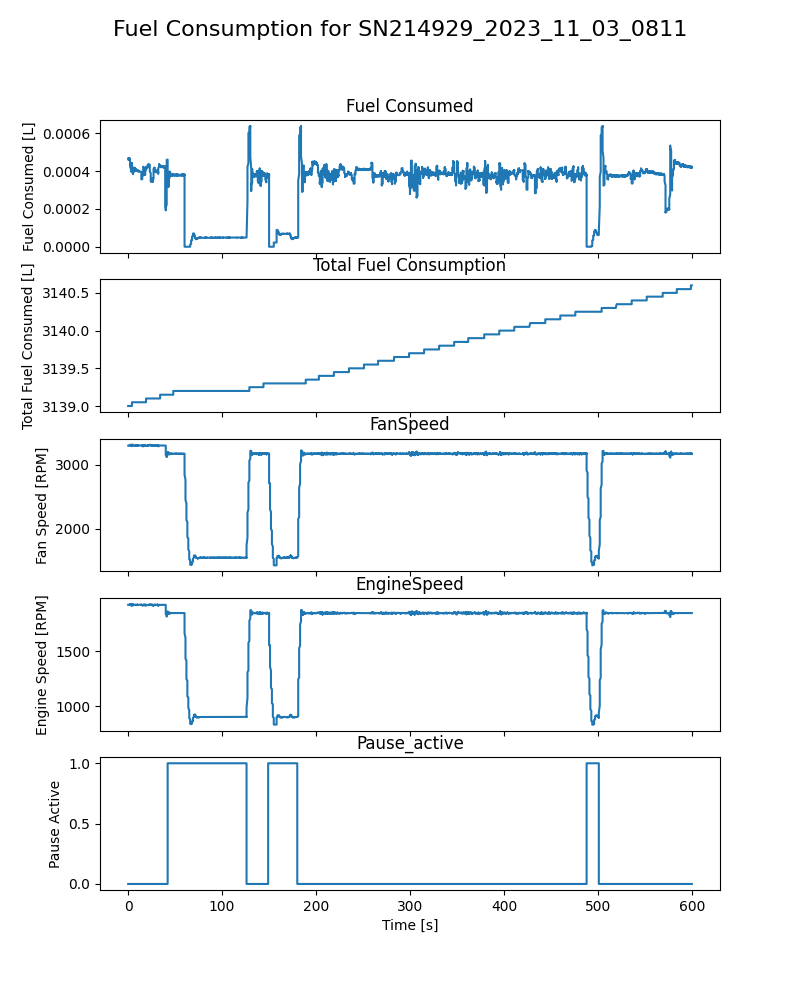 Fuel Consumption for SN214929_2023_11_03_0811
Fuel Consumed
Fuel Consumed [L]
0.0006
0.0004
0.0002
0.0000
Total Fuel Consumption
Total Fuel Consumed [L]
3140.5
3140.0
3139.5
3139.0
FanSpeed
Fan Speed [RPM]
3000
2000
EngineSpeed
Engine Speed [RPM]
1500
1000
Pause_active
Pause Active
1.0
0.5
0.0
0 100 200 300 400 500 600
Time [s]